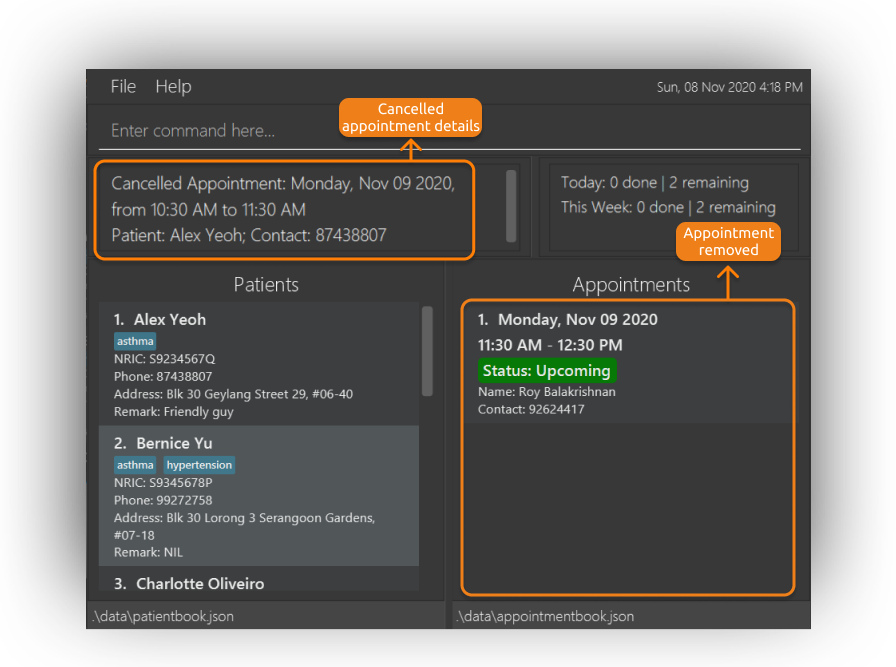 File Help
Sun, 08 Nov 2020 4:18 PM
Cancelled
appointment details
Enter command here...
Cancelled Appointment: Monday, Nov 09 2020,
from 10:30 AM to 11:30 AM
Patient: Alex Yeoh; Contact: 87438807
Today: 0 done | 2 remaining
This Week: 0 done | 2 remaining
Appointment
removed
Patients
1. Alex Yeoh
asthma
NRIC: S9234567Q
Phone: 87438807
Address: Blk 30 Geylang Street 29, #06-40
Remark: Friendly guy
2. Bernice Yu
asthma hypertension
NRIC: S9345678P
Phone: 99272758
Address: Blk 30 Lorong 3 Serangoon Gardens,
#07-18
Remark: NIL
3. Charlotte Oliveiro
Appointments
1. Monday, Nov 09 2020
11:30 AM - 12:30 PM
Status: Upcoming
Name: Roy Balakrishnan
Contact: 92624417
.\data\patientbook.json
.\data\appointmentbook.json